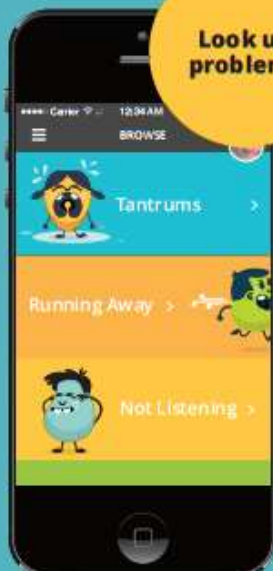 Look u
problen
Carrier 12:34 AM
BROWSE
Tantrums >
Running Away >
Not Listening >